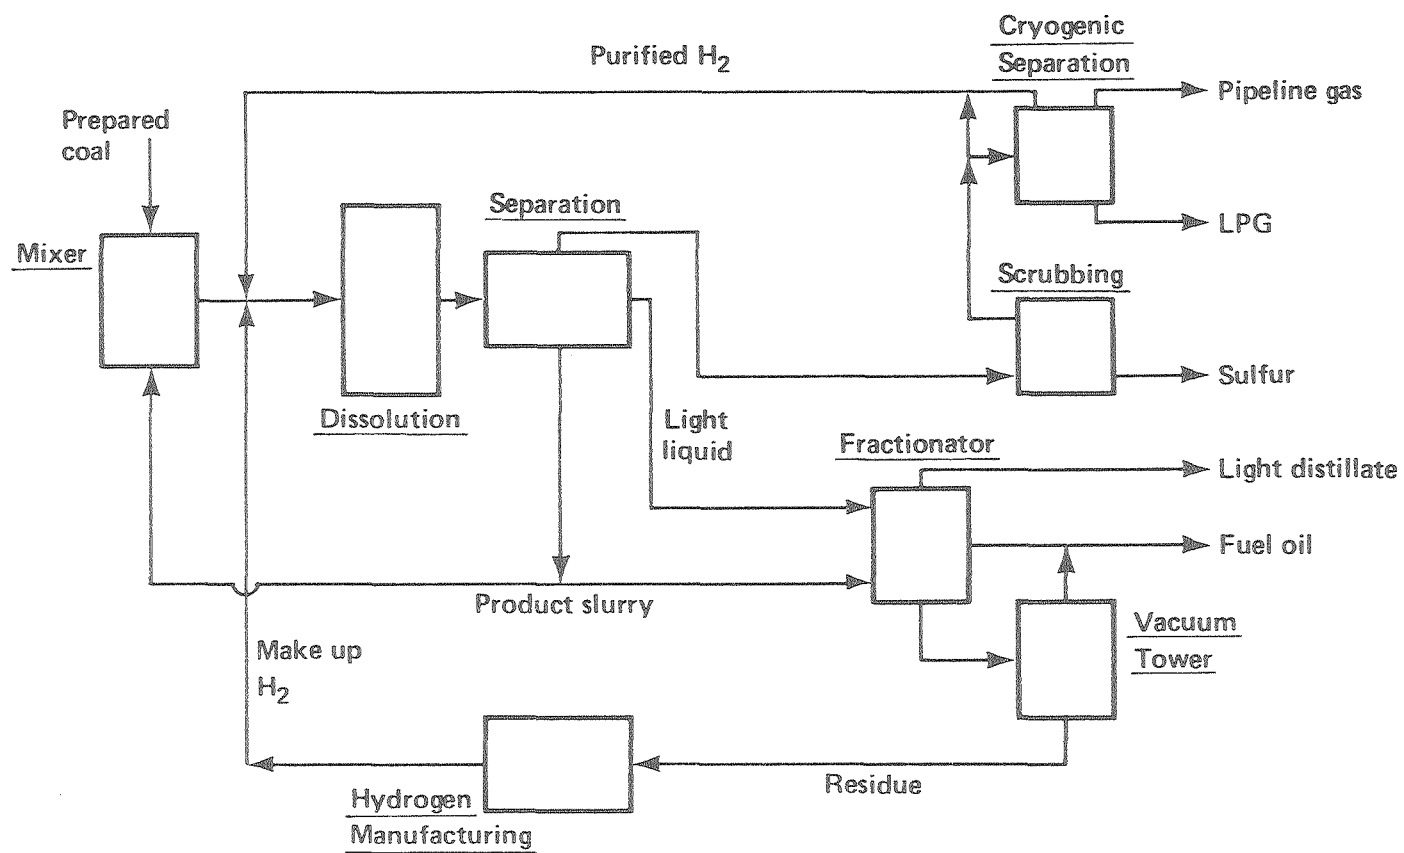 Cryogenic
Separation
Purified H₂
Pipeline gas
Prepared
coal
Separation
LPG
Mixer
Scrubbing
Sulfur
Dissolution
Light
liquid
Fractionator
Light distillate
Fuel oil
Product slurry
Vacuum
Tower
Make up
H₂
Residue
Hydrogen
Manufacturing